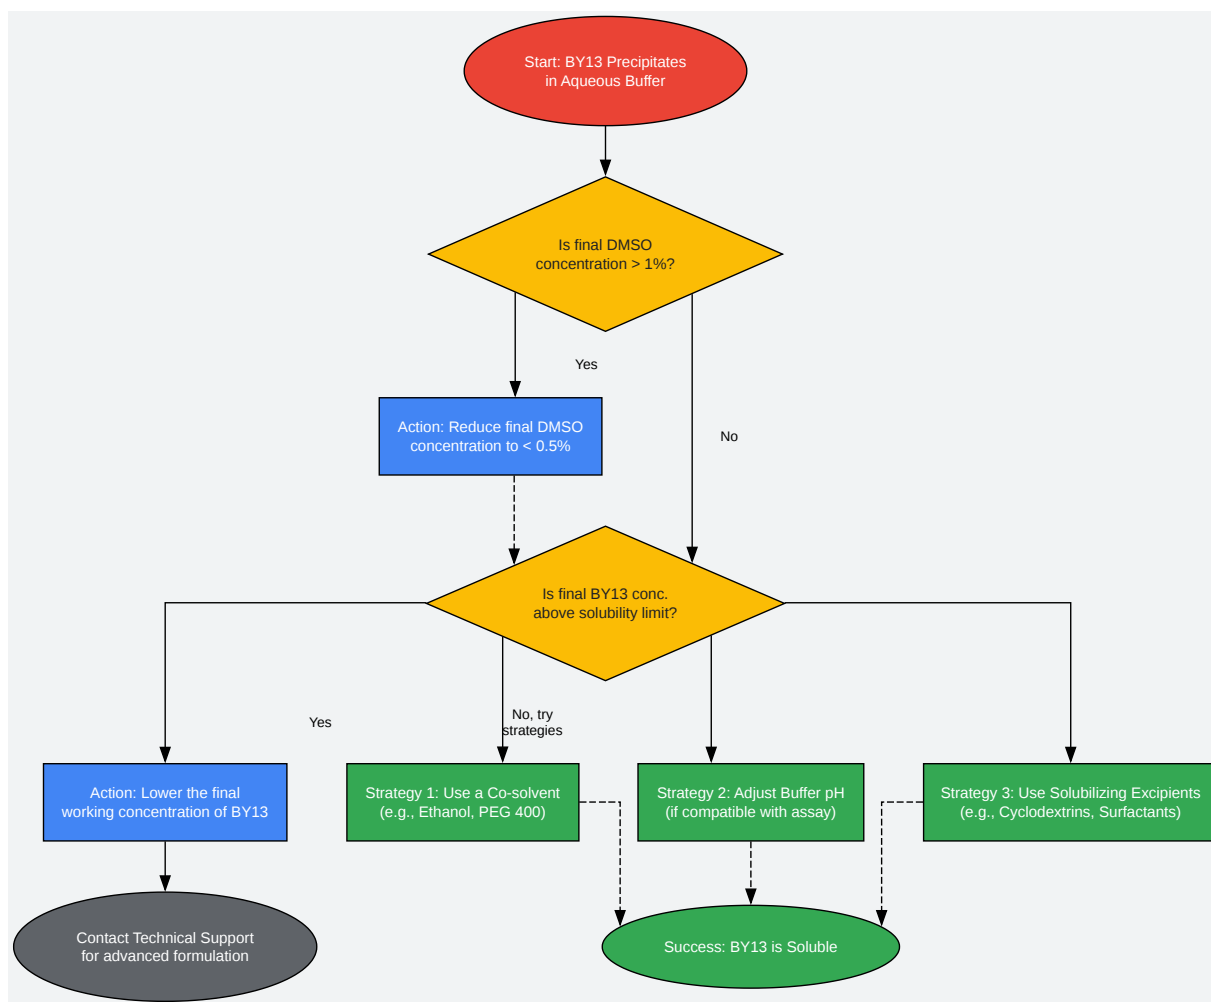 Start: BY13 Precipitates
in Aqueous Buffer
Is final DMSO
concentration > 1%?
Yes
Action: Reduce final DMSO
concentration to < 0.5%
No
Is final BY13 conc.
above solubility limit?
Yes
No, try
strategies
Action: Lower the final
working concentration of BY13
Strategy 1: Use a Co-solvent
(e.g., Ethanol, PEG 400)
Strategy 2: Adjust Buffer pH
(if compatible with assay)
Strategy 3: Use Solubilizing Excipients
(e.g., Cyclodextrins, Surfactants)
Contact Technical Support
for advanced formulation
Success: BY13 is Soluble